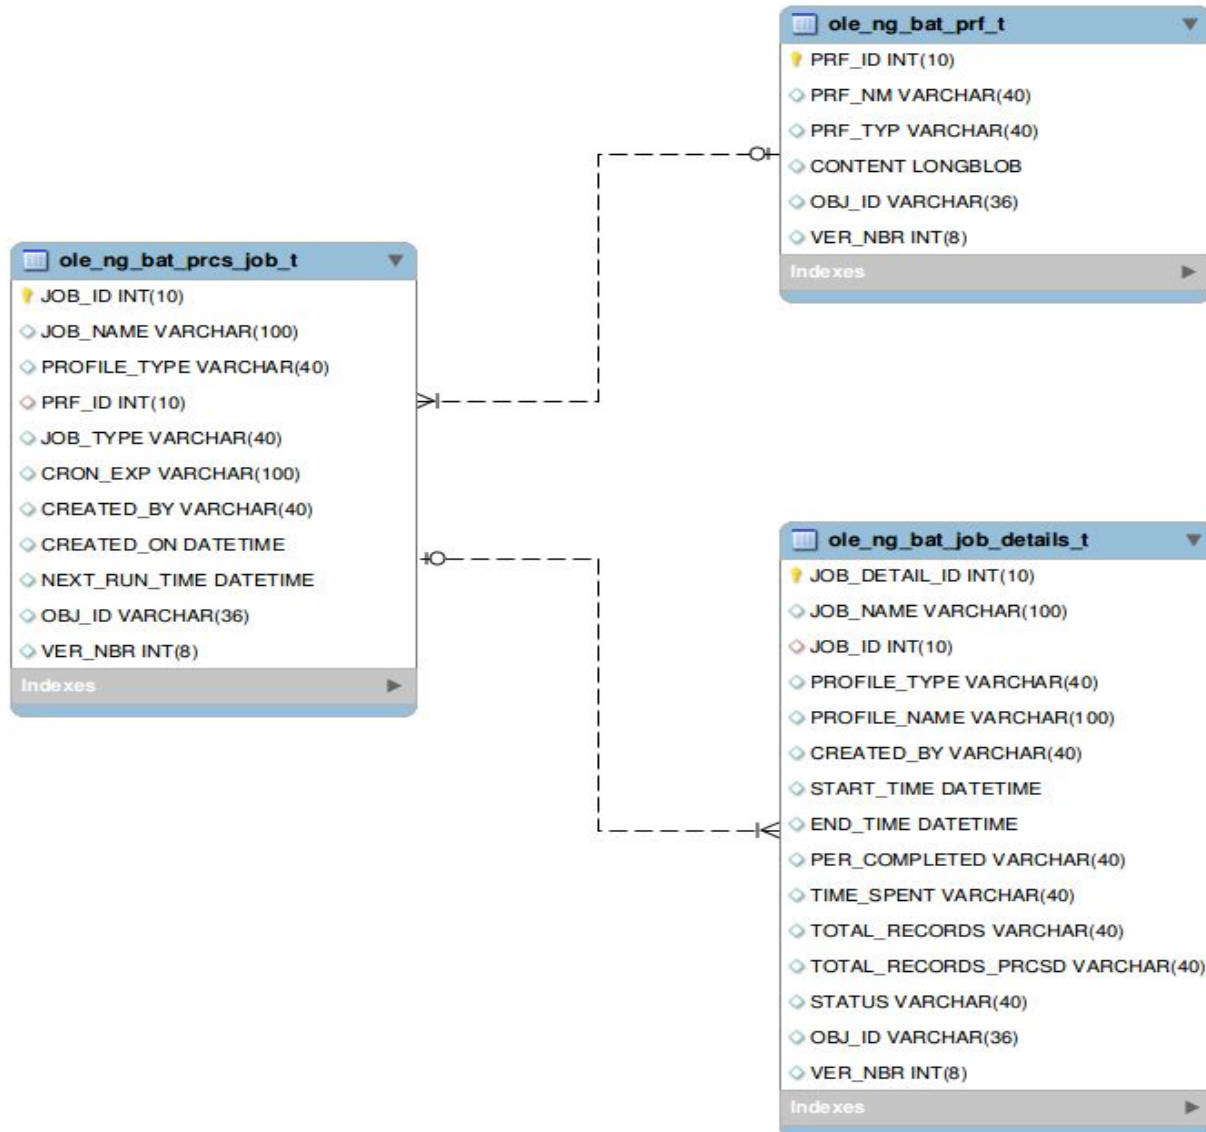 ole_ng_bat_prf_t
PRF_ID INT(10)
PRF_NM VARCHAR(40)
PRF_TYP VARCHAR(40)
CONTENT LONGBLOB
OBJ_ID VARCHAR(36)
VER_NBR INT(8)
Indexes
ole_ng_bat_prcs_job_t
JOB_ID INT(10)
JOB_NAME VARCHAR(100)
PROFILE_TYPE VARCHAR(40)
PRF_ID INT(10)
JOB_TYPE VARCHAR(40)
CRON_EXP VARCHAR(100)
CREATED_BY VARCHAR(40)
CREATED_ON DATETIME
NEXT_RUN_TIME DATETIME
OBJ_ID VARCHAR(36)
VER_NBR INT(8)
Indexes
ole_ng_bat_job_details_t
JOB_DETAIL_ID INT(10)
JOB_NAME VARCHAR(100)
JOB_ID INT(10)
PROFILE_TYPE VARCHAR(40)
PROFILE_NAME VARCHAR(100)
CREATED_BY VARCHAR(40)
START_TIME DATETIME
END_TIME DATETIME
PER_COMPLETED VARCHAR(40)
TIME_SPENT VARCHAR(40)
TOTAL_RECORDS VARCHAR(40)
TOTAL_RECORDS_PRCSD VARCHAR(40)
STATUS VARCHAR(40)
OBJ_ID VARCHAR(36)
VER_NBR INT(8)
Indexes